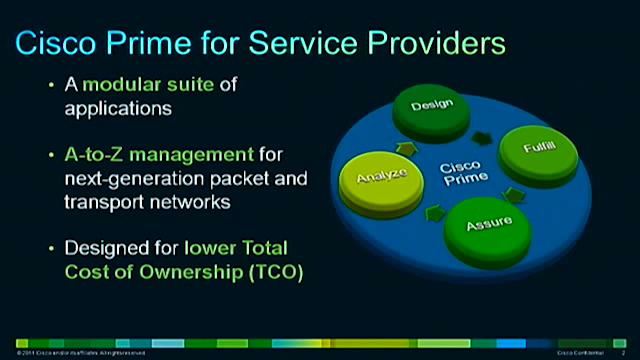 Cisco Prime for Service Providers
• A modular suite of
applications
• A-to-Z management for
next-generation packet and
transport networks
• Designed for lower Total
Cost of Ownership (TCO)
Design
Fulfill
Cisco
Prime
Analyze
Assure
© 2011 Cisco and/or its affiliates. All rights reserved.
Cisco Confidential
2